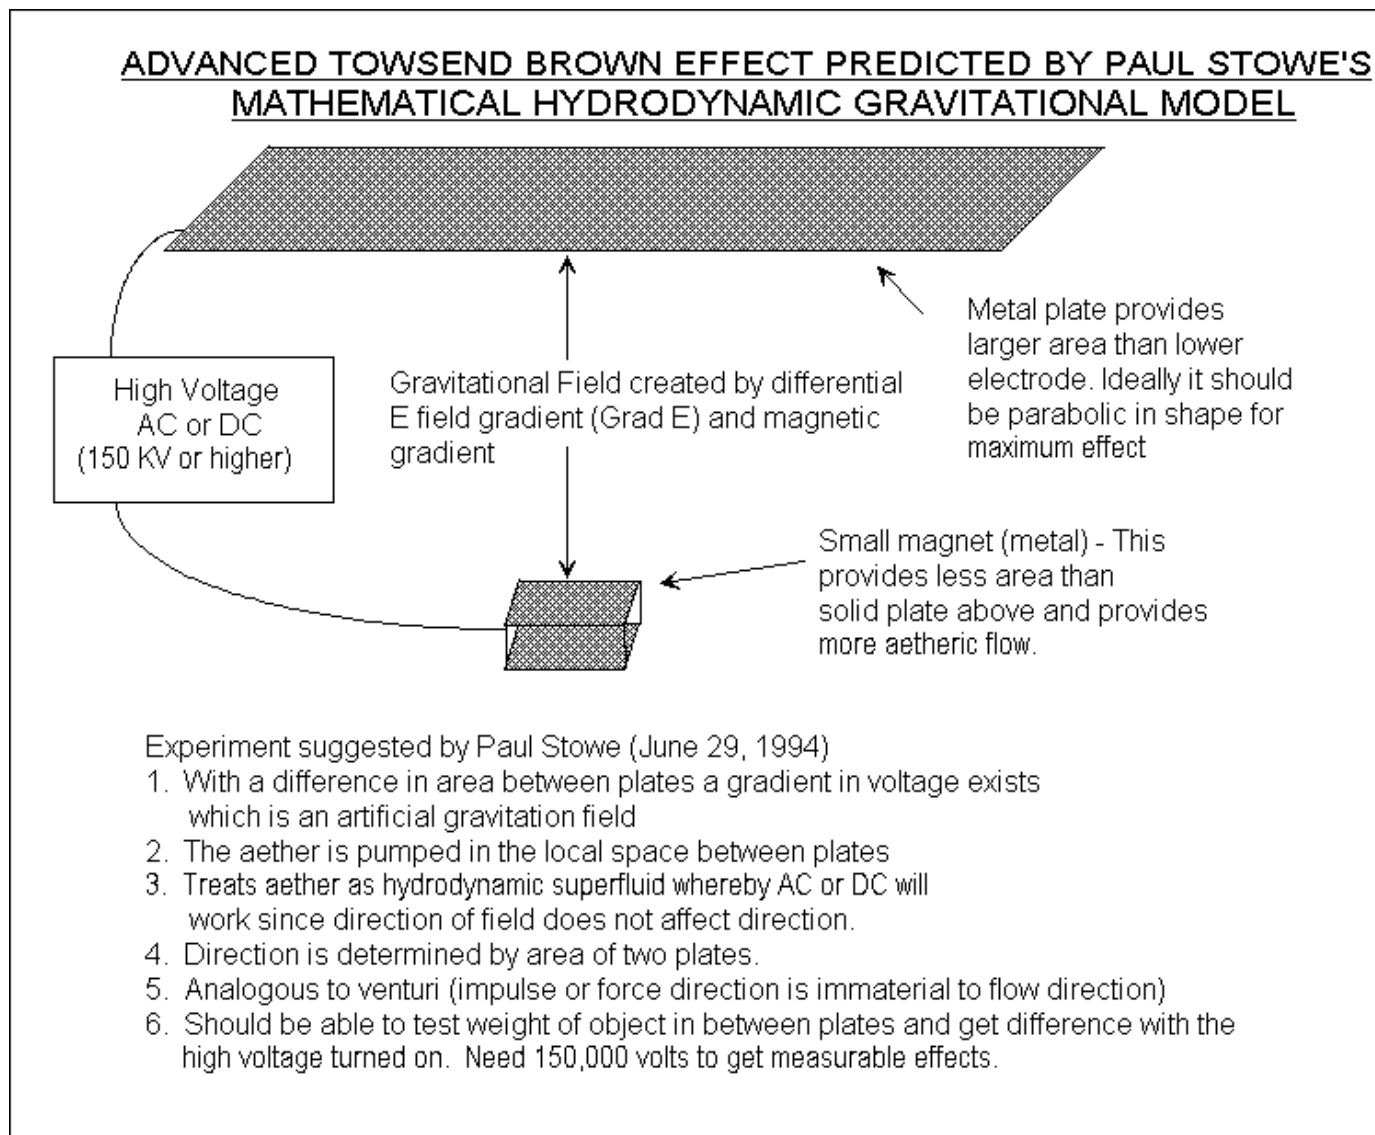 ADVANCED TOWSEND BROWN EFFECT PREDICTED BY PAUL STOWE'S
MATHEMATICAL HYDRODYNAMIC GRAVITATIONAL MODEL
High Voltage
AC or DC
(150 KV or higher)
Gravitational Field created by differential
E field gradient (Grad E) and magnetic
gradient
Metal plate provides
larger area than lower
electrode. Ideally it should
be parabolic in shape for
maximum effect
Small magnet (metal) - This
provides less area than
solid plate above and provides
more aetheric flow.
Experiment suggested by Paul Stowe (June 29, 1994)
1. With a difference in area between plates a gradient in voltage exists
which is an artificial gravitation field
2. The aether is pumped in the local space between plates
3. Treats aether as hydrodynamic superfluid whereby AC or DC will
work since direction of field does not affect direction.
4. Direction is determined by area of two plates.
5. Analogous to venturi (impulse or force direction is immaterial to flow direction)
6. Should be able to test weight of object in between plates and get difference with the
high voltage turned on. Need 150,000 volts to get measurable effects.